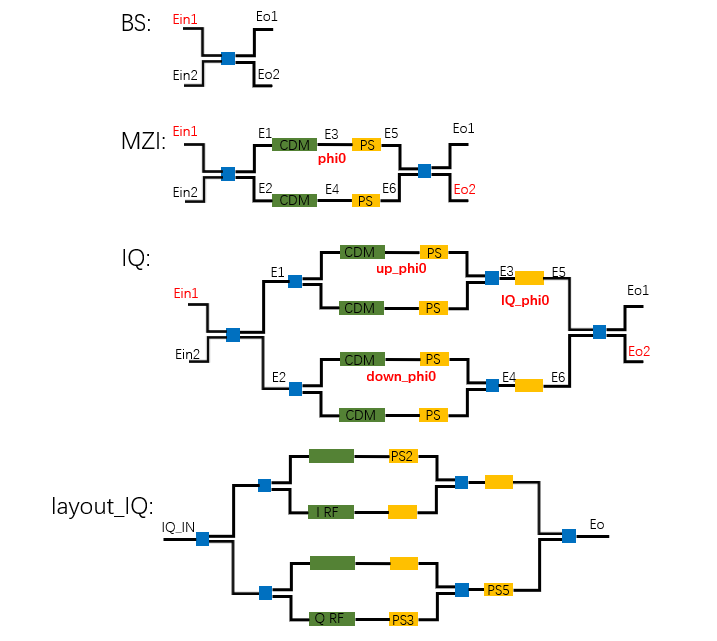 BS:
Ein1
Eo1
Ein2
Eo2
MZI:
Ein1
E1
CDM
E3
PS
E5
Eo1
phi0
Ein2
E2
CDM
E4
PS
E6
Eo2
IQ:
CDM
PS
E1
up_phi0
E3
E5
Ein1
CDM
PS
IQ_phi0
Eo1
Ein2
Eo2
CDM
PS
E2
down_phi0
E4
E6
CDM
PS
layout_IQ:
PS2
I RF
IQ_IN
Eo
PS5
Q RF
PS3